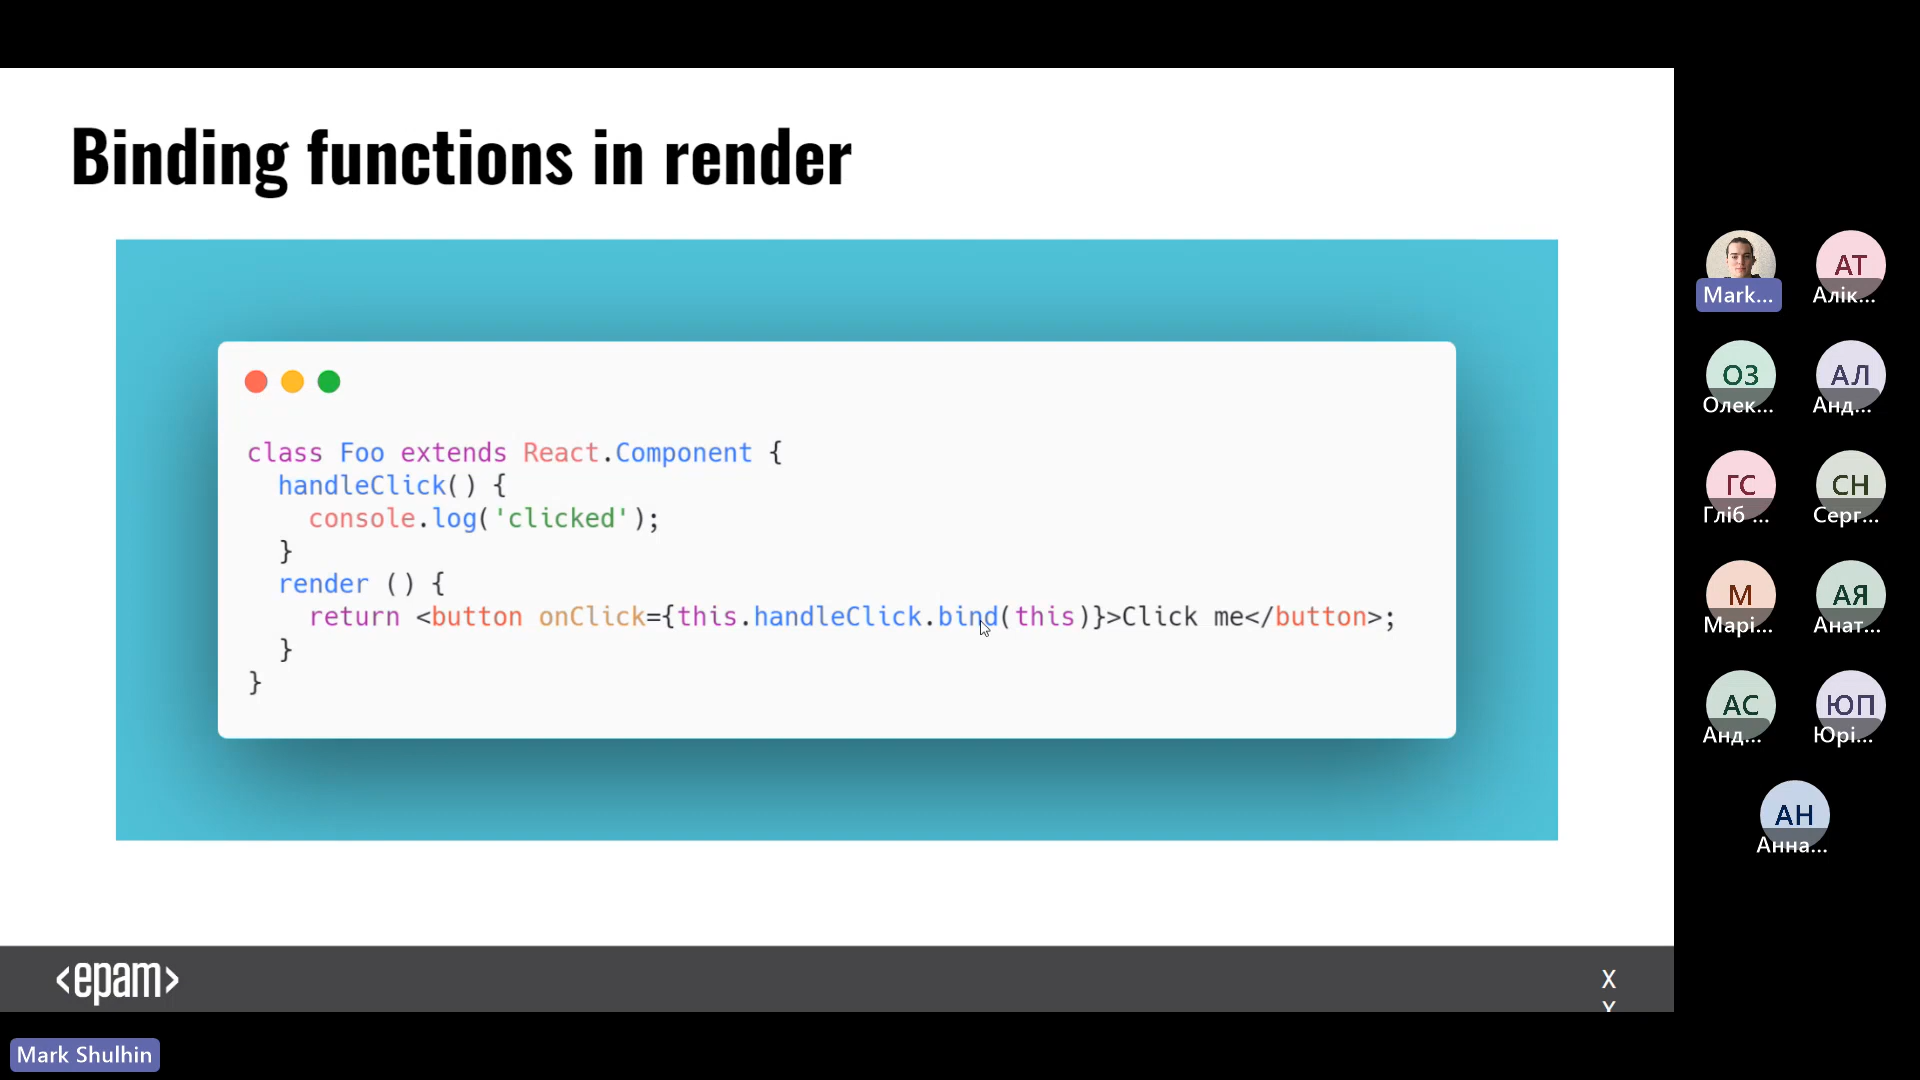 Binding functions in render
class Foo extends React.Component {
handleClick() {
console.log('clicked');
}
render () {
return <button onClick={this.handleClick.bind(this)}>Click me</button>;
}
}
<epam>
X
Y
Mark Shulhin
Mark...
АТ
Алік...
ОЗ
Олек...
АЛ
Анд...
ГС
Гліб ...
СН
Серг...
М
Марі...
АЯ
Анат...
АС
Анд...
ЮП
Юрі...
АН
Анна...